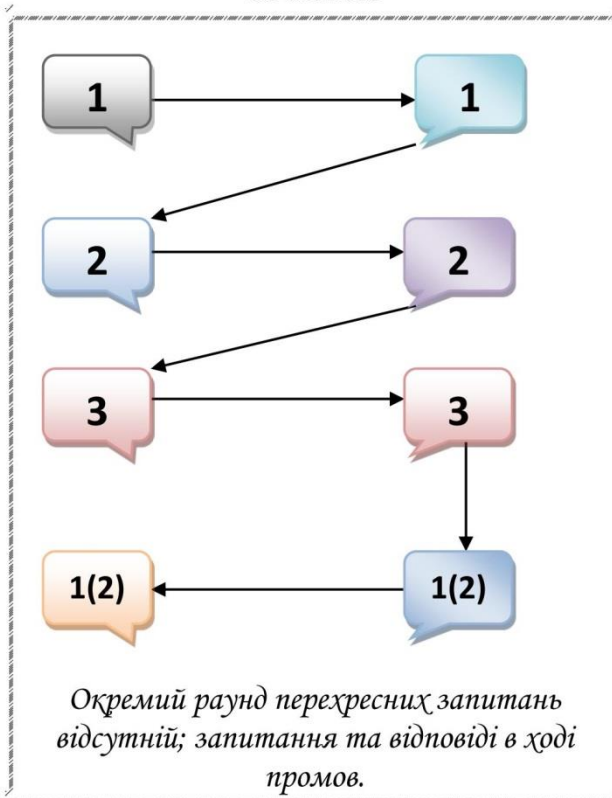 1 1
2 2
3 3
1(2) 1(2)
Окремий раунд перехресних запитань
відсутній; запитання та відповіді в ході
промов.